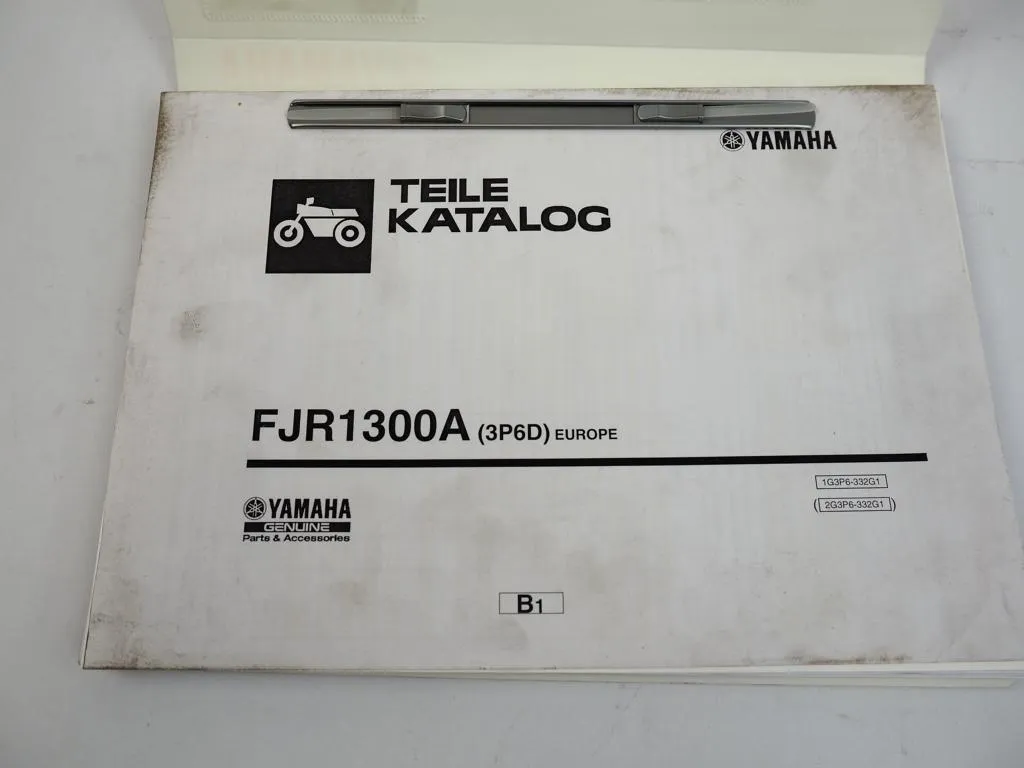 YAMAHA
TEILE
KATALOG
FJR1300A (3P6D) EUROPE
1G3P6-332G1
(2G3P6-332G1)
YAMAHA
GENUINE
Parts & Accessories
B1